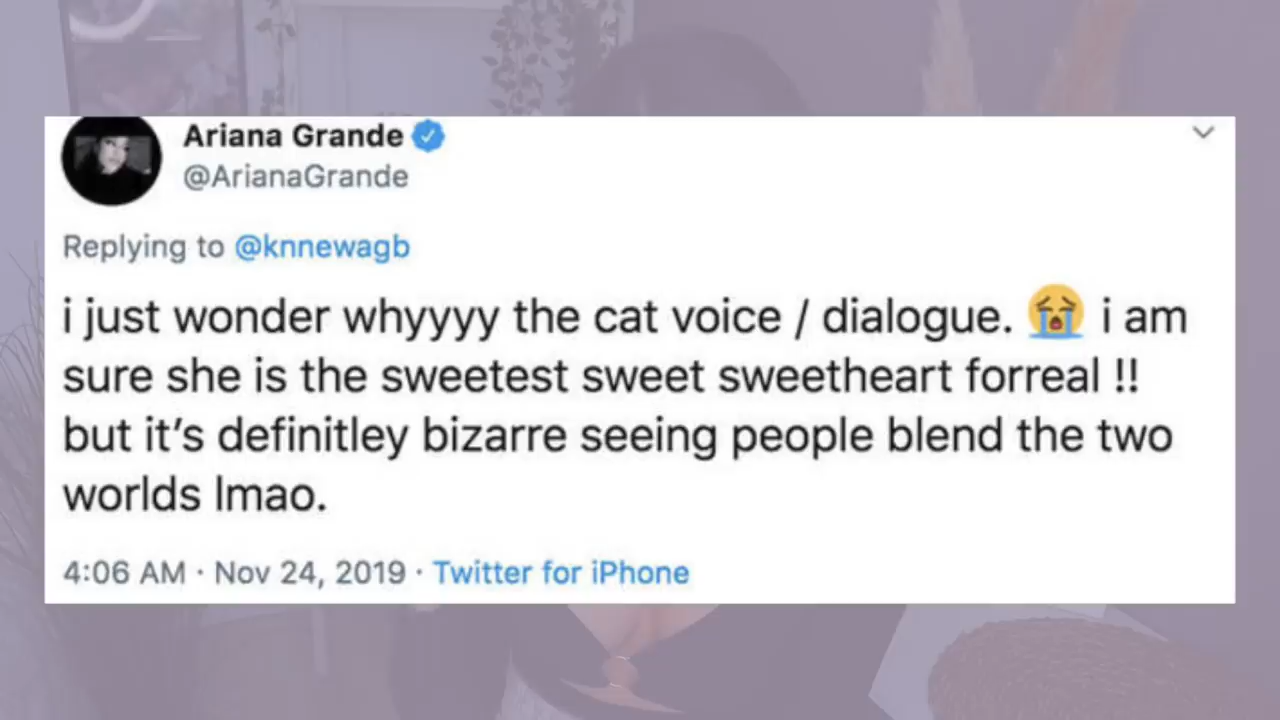 Ariana Grande
@ArianaGrande
Replying to @knnewagb
i just wonder whyyyy the cat voice / dialogue. 😭 i am
sure she is the sweetest sweet sweetheart forreal !!
but it’s definitley bizarre seeing people blend the two
worlds lmao.
4:06 AM · Nov 24, 2019 · Twitter for iPhone